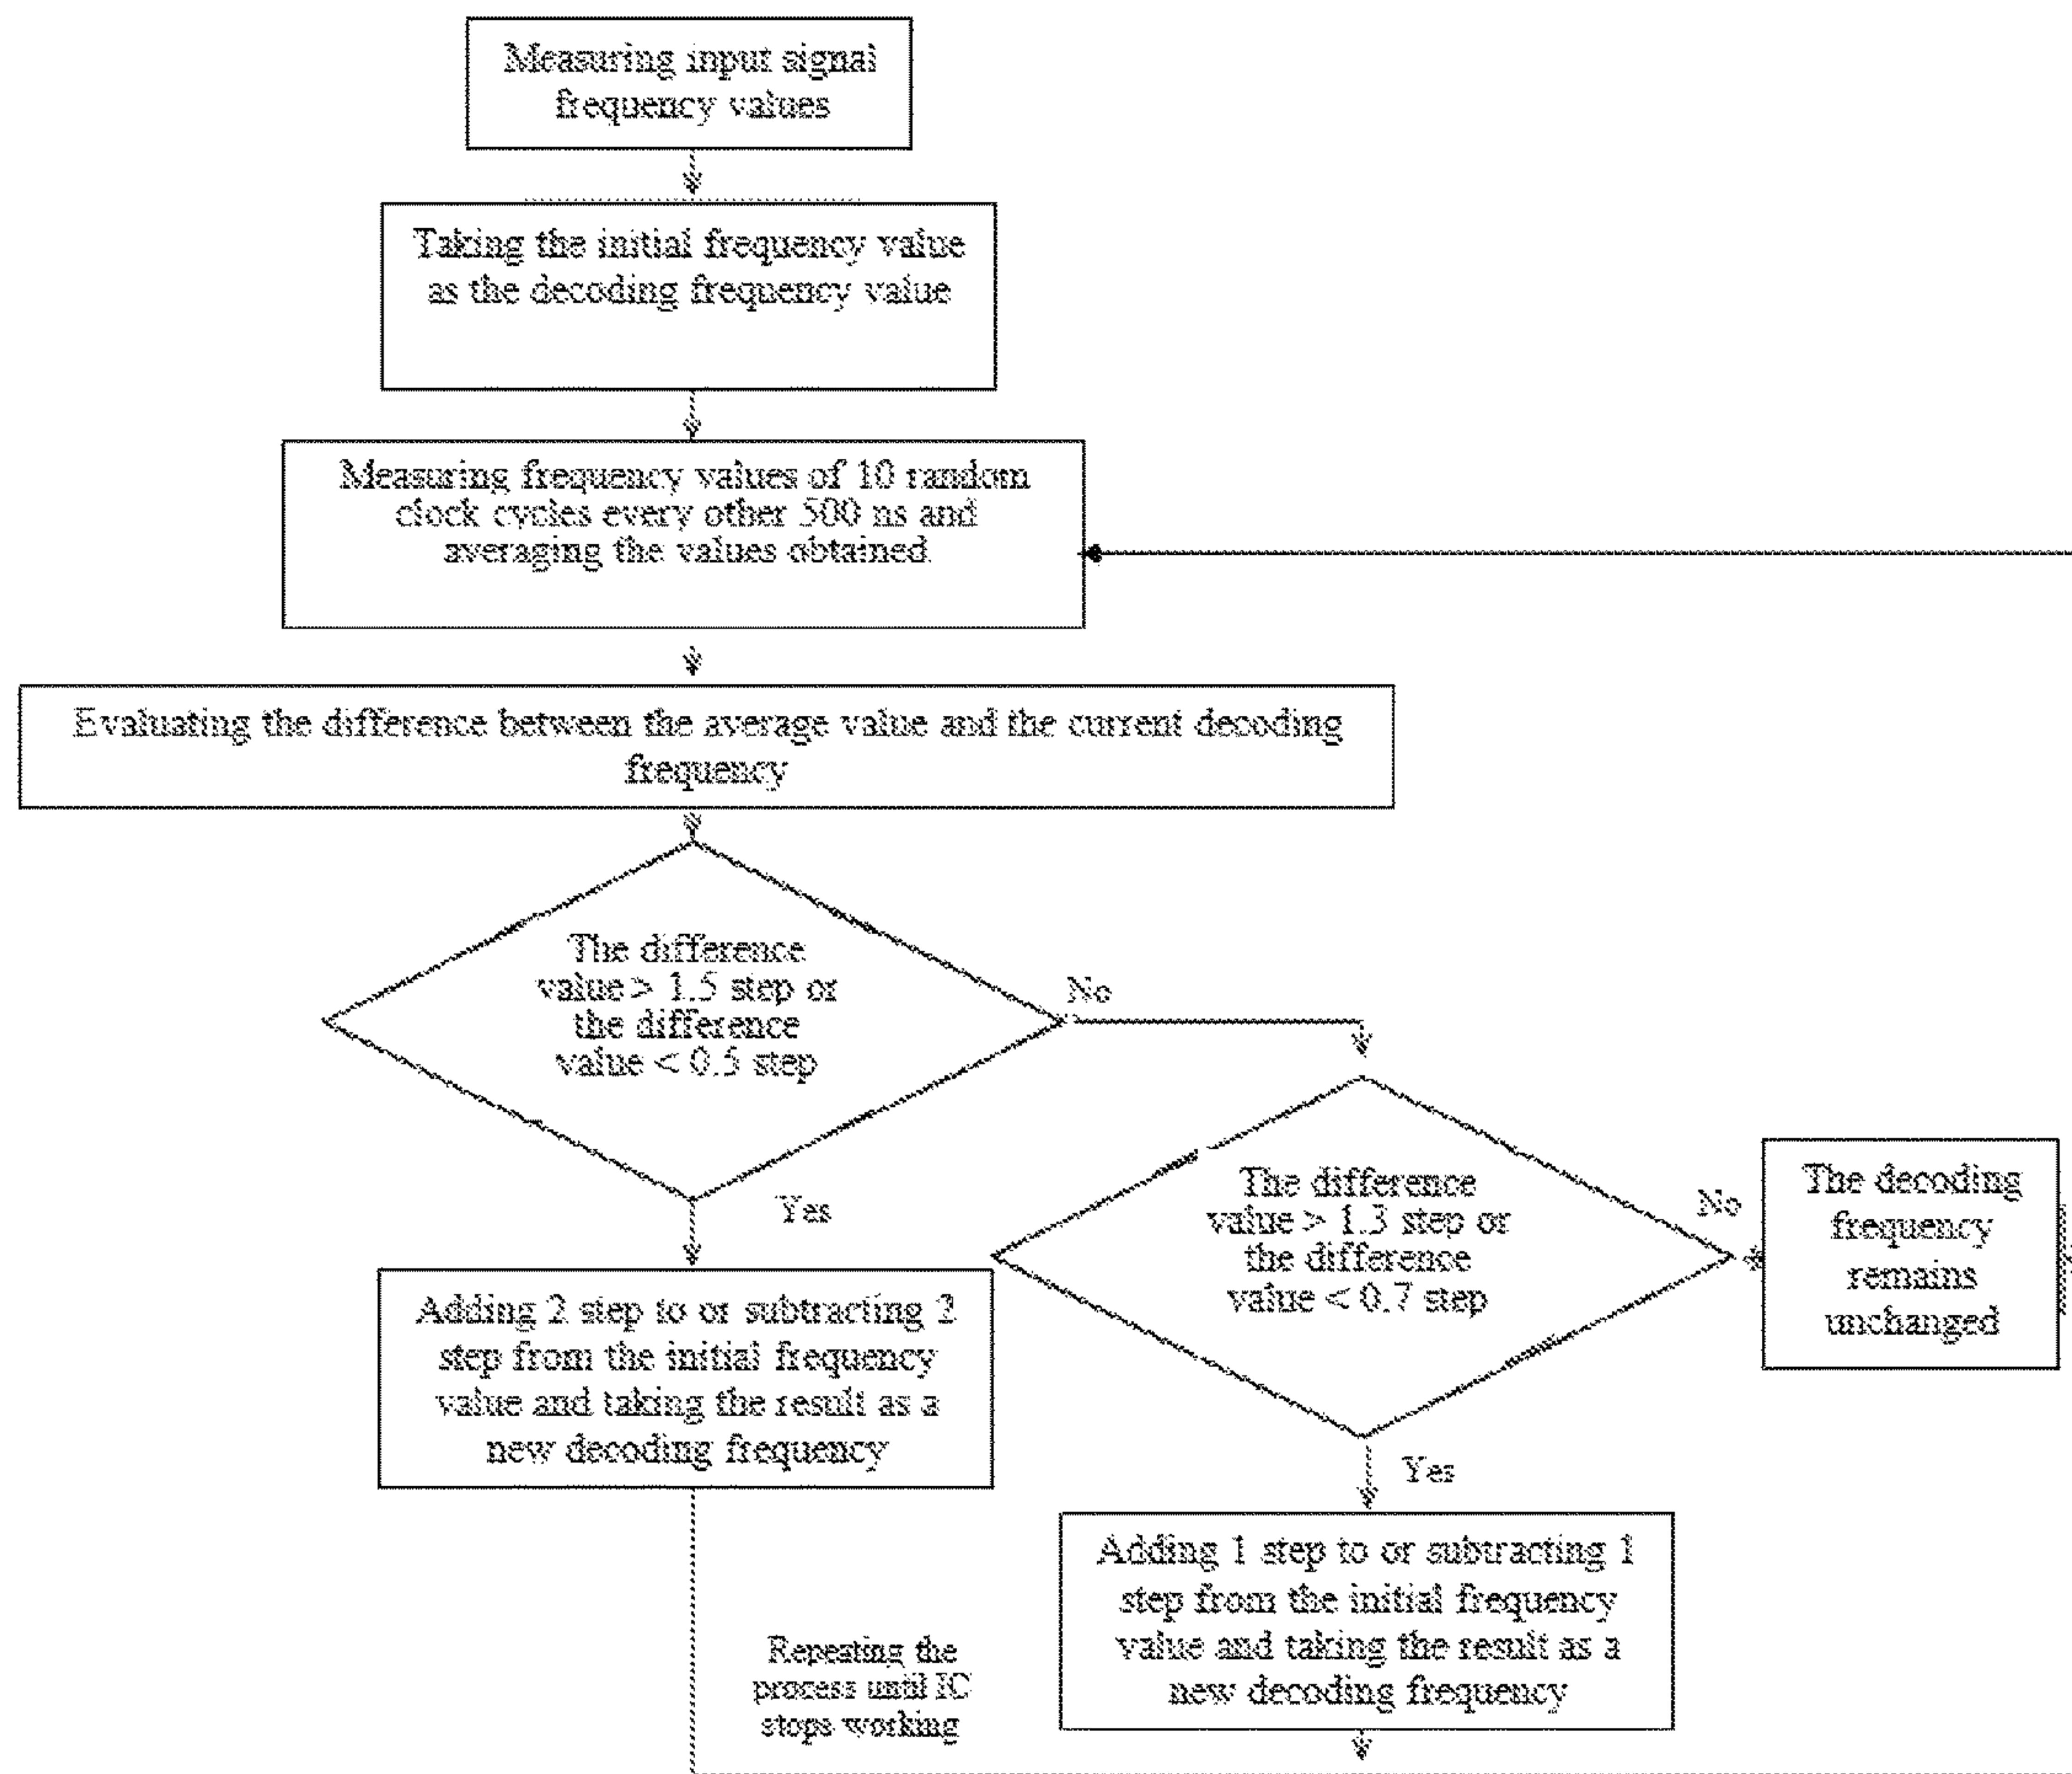 Measuring input signal
frequency values
Taking the initial frequency value
as the decoding frequency value
Measuring frequency values of 10 random
clock cycles every other 500 ns and
averaging the values obtained.
Evaluating the difference between the average value and the current decoding
frequency
The difference
value > 1.5 step or
the difference
value < 0.5 step
No
Yes
The difference
value > 1.3 step or
the difference
value < 0.7 step
No
The decoding
frequency
remains
unchanged
Adding 2 step to or subtracting 2
step from the initial frequency
value and taking the result as a
new decoding frequency
Yes
Adding 1 step to or subtracting 1
step from the initial frequency
value and taking the result as a
new decoding frequency
Repeating the
process until IC
stops working